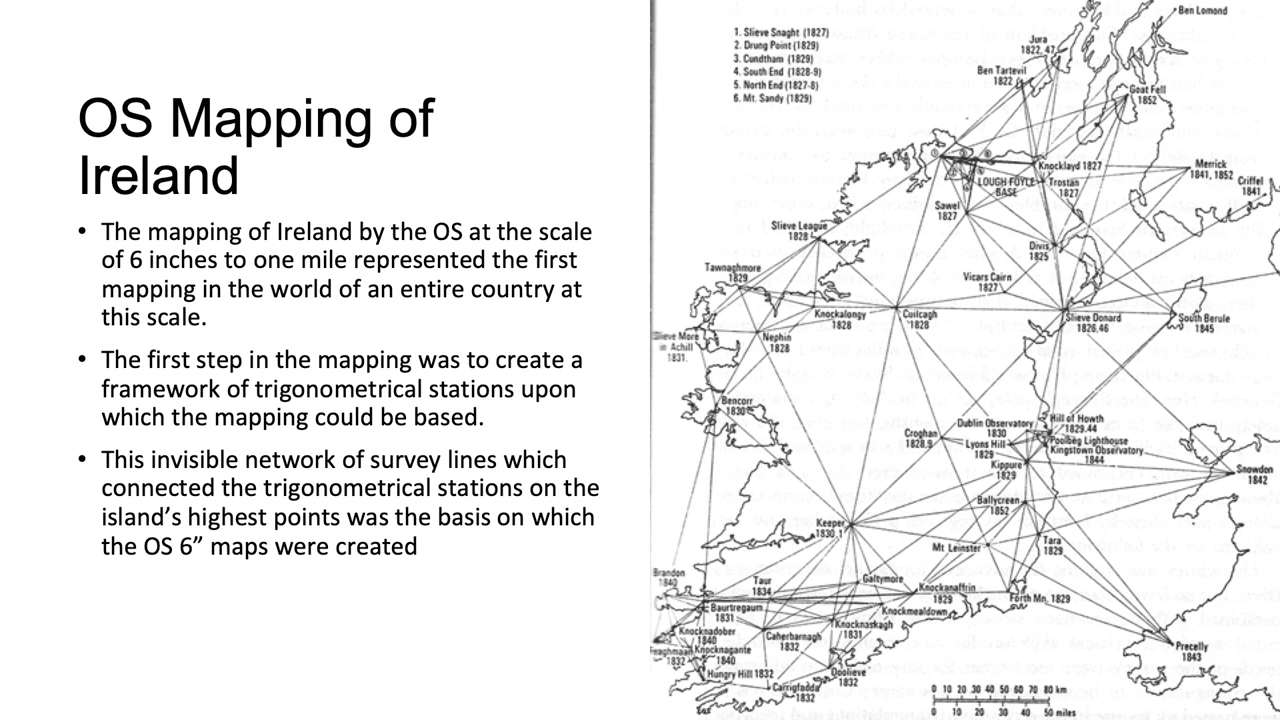 OS Mapping of
Ireland
• The mapping of Ireland by the OS at the scale
of 6 inches to one mile represented the first
mapping in the world of an entire country at
this scale.
• The first step in the mapping was to create a
framework of trigonometrical stations upon
which the mapping could be based.
• This invisible network of survey lines which
connected the trigonometrical stations on the
island’s highest points was the basis on which
the OS 6” maps were created
1. Slieve Snaght (1827)
2. Drung Point (1829)
3. Cundtham (1829)
4. South End (1828-9)
5. North End (1827-8)
6. Mt. Sandy (1829)
Ben Lomond
Jura
1822, 47
Ben Tartevil
1822
Goat Fell
1852
Knocklayd 1827
Merrick
1841, 1852
Criffel
1841
LOUGH FOYLE
BASE
Trostan
1827
Sawel
1827
Slieve League
1828
Divis
1825
Tawnaghmore
1829
Vicars Cairn
1827
Knockalongy
1828
Cuilcagh
1828
Slieve Donard
1826,46
South Berule
1845
Slieve More
in Achill
1831.
Nephin
1828
Bencorr
1830
Croghan
1828,9
Dublin Observatory
1830
Hill of Howth
1829.44
Lyons Hill
1829
Poolbeg Lighthouse
Kingstown Observatory
1844
Kippure
Snowdon
1842
Ballycreen
1852
Keeper
1830,1
Mt Leinster
Tara
1829
Brandon
1840
Taur
1834
Galtymore
Knockanaffrin
1829
Forth Mn. 1829
Baurtregaum
1831
Knockmealdown
Knocknadober
1840
Caherbarnagh
1832
Knocknaskagh
1831
Feaghmaan
1832
Knocknagante
1840
Precelly
1843
Hungry Hill 1832
Doolieve
1832
Carrigfadda
1832
0 10 20 30 40 50 60 70 80 km
0 10 20 30 40 50 miles